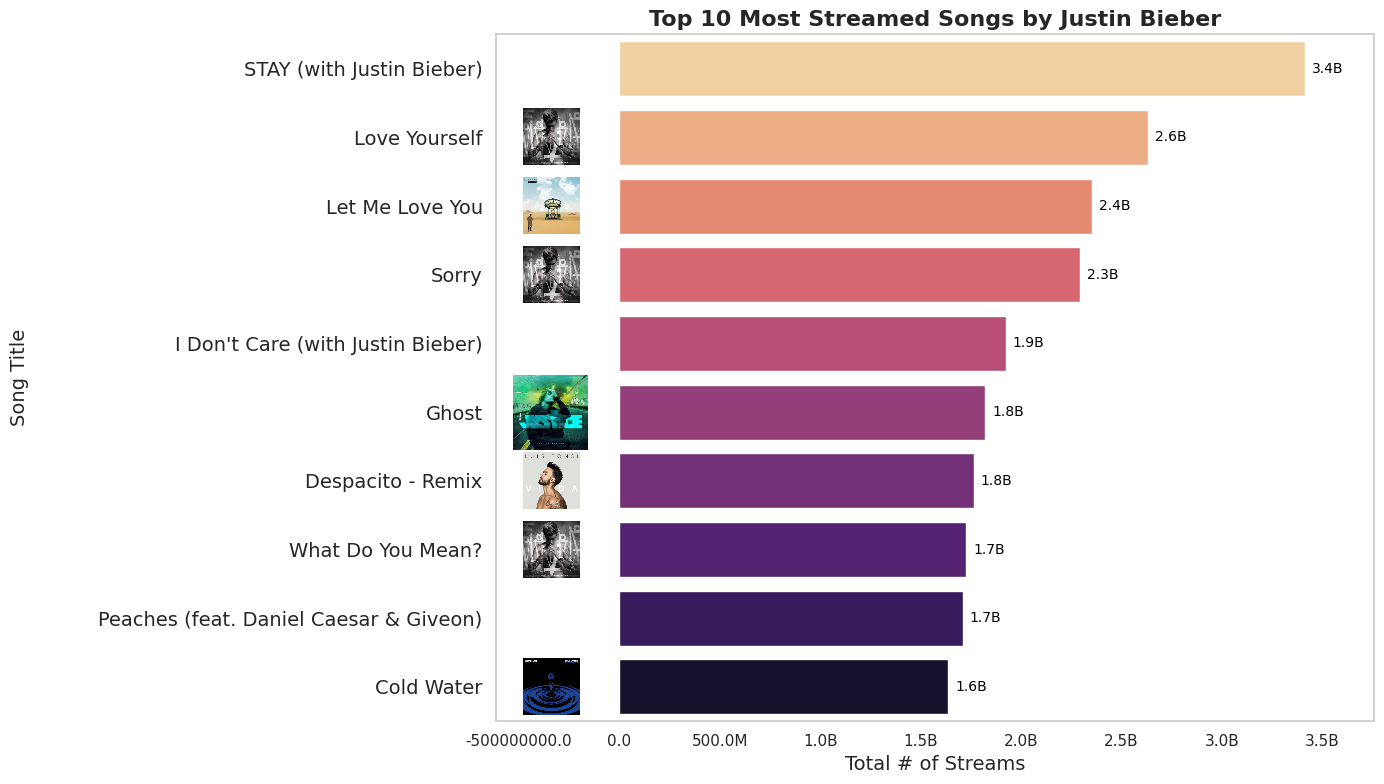 Top 10 Most Streamed Songs by Justin Bieber
Song Title
STAY (with Justin Bieber)
3.4B
Love Yourself
2.6B
Let Me Love You
2.4B
Sorry
2.3B
I Don't Care (with Justin Bieber)
1.9B
Ghost
1.8B
Despacito - Remix
1.8B
What Do You Mean?
1.7B
Peaches (feat. Daniel Caesar & Giveon)
1.7B
Cold Water
1.6B
-500000000.0 0.0 500.0M 1.0B 1.5B 2.0B 2.5B 3.0B 3.5B
Total # of Streams